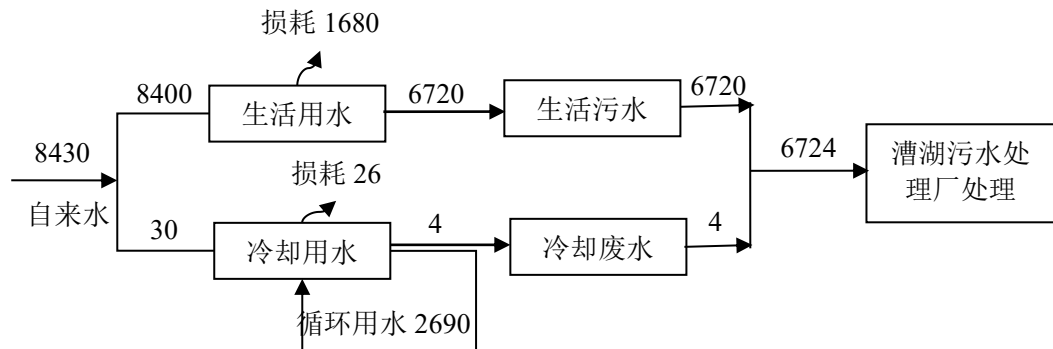 损耗 1680
8400
生活用水
6720
生活污水
6720
8430
自来水
6724
漕湖污水处
理厂处理
损耗 26
30
冷却用水
4
冷却废水
4
循环用水 2690